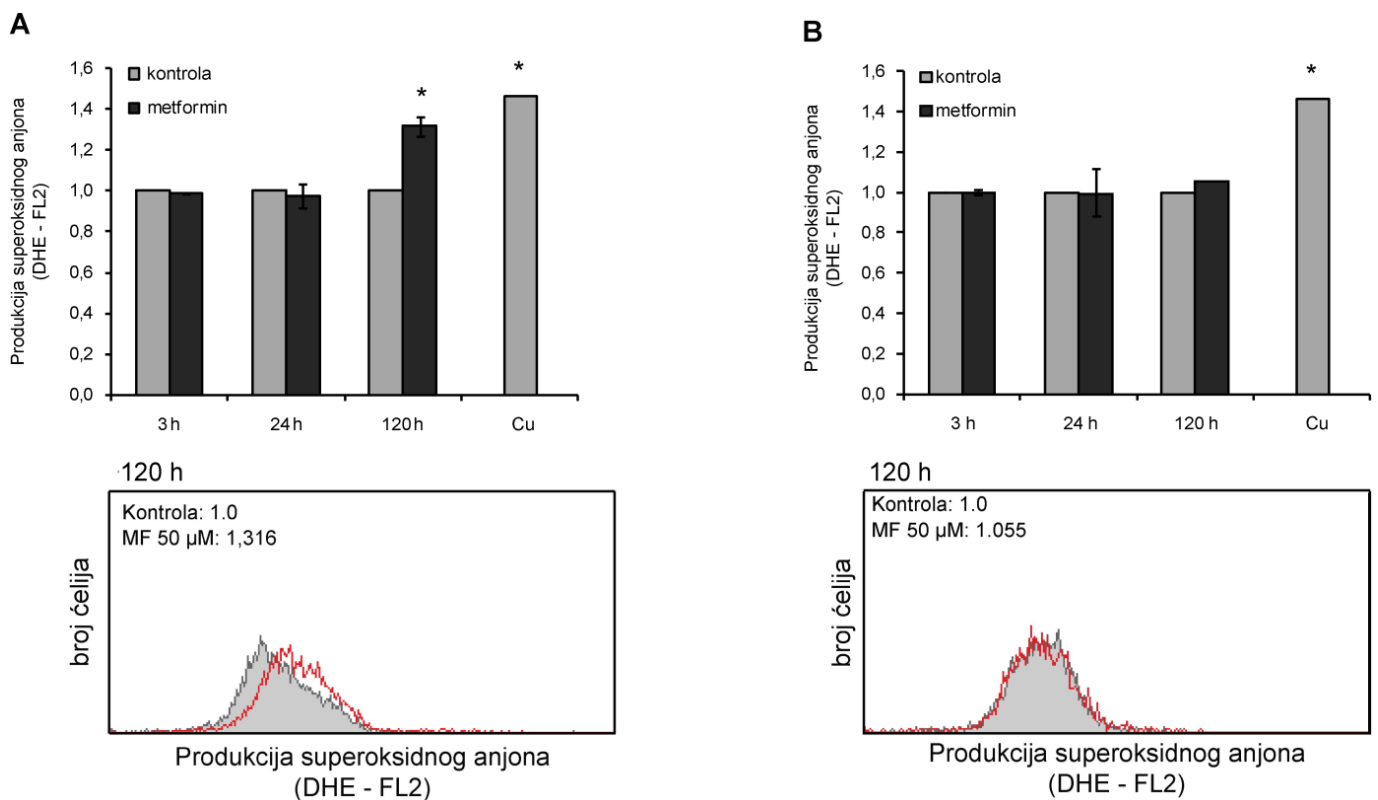 A
Produkcija superoksidnog anjona
(DHE - FL2)
1,6
1,4
1,2
1,0
0,8
0,6
0,4
0,2
0,0
kontrola
metformin
*
*
3 h
24 h
120 h
Cu
120 h
Kontrola: 1.0
MF 50 µM: 1,316
broj ćelija
Produkcija superoksidnog anjona
(DHE - FL2)
B
Produkcija superoksidnog anjona
(DHE - FL2)
1,6
1,4
1,2
1,0
0,8
0,6
0,4
0,2
0,0
kontrola
metformin
*
3 h
24 h
120 h
Cu
120 h
Kontrola: 1.0
MF 50 µM: 1.055
broj ćelija
Produkcija superoksidnog anjona
(DHE - FL2)